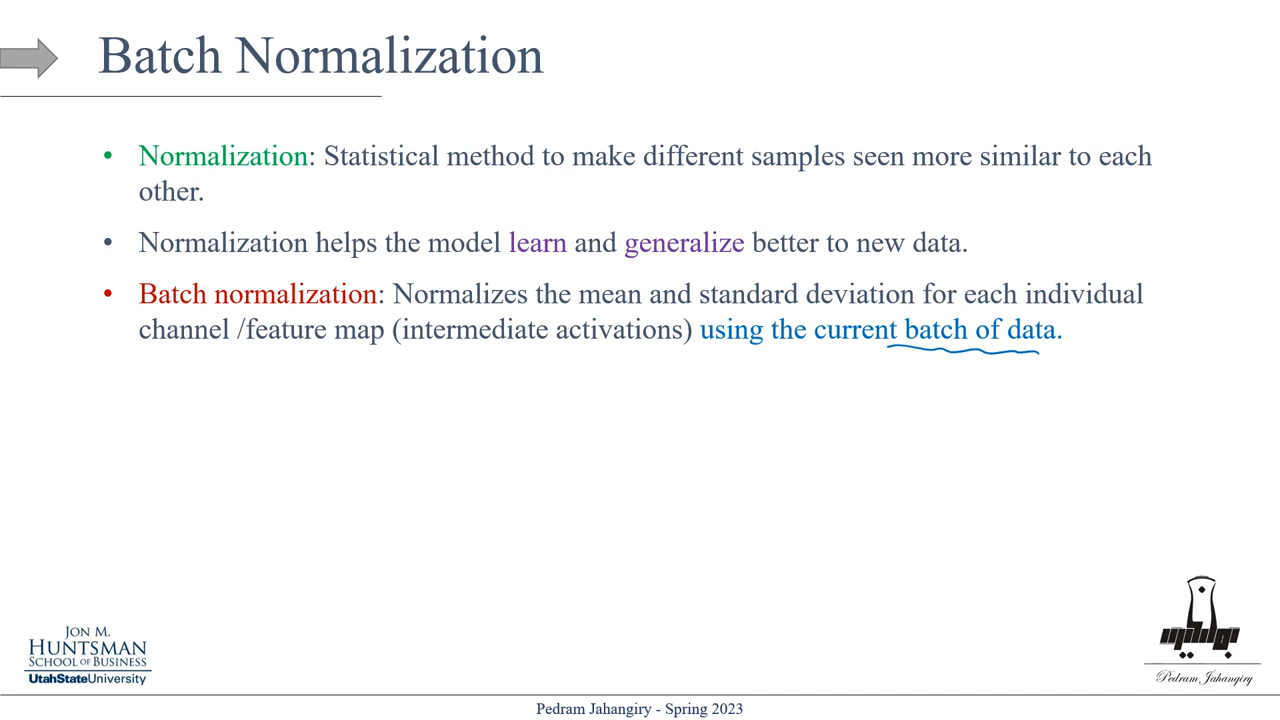 Batch Normalization
• Normalization: Statistical method to make different samples seen more similar to each
other.
• Normalization helps the model learn and generalize better to new data.
• Batch normalization: Normalizes the mean and standard deviation for each individual
channel /feature map (intermediate activations) using the current batch of data.
JON M.
HUNTSMAN
SCHOOL OF BUSINESS
UtahStateUniversity
Pedram Jahangiry
Pedram Jahangiry - Spring 2023